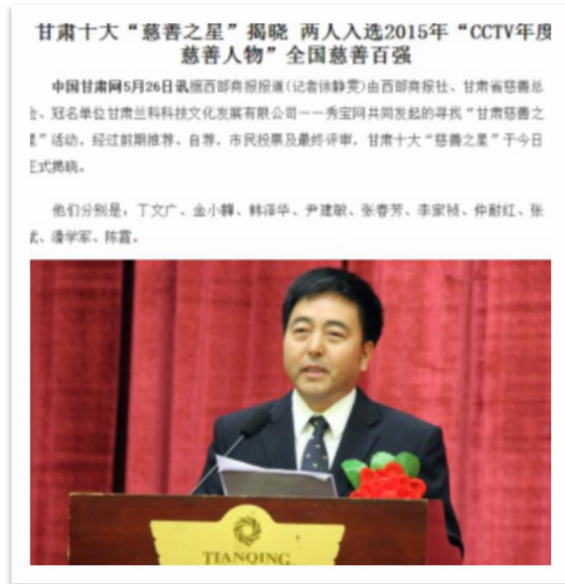 甘肃十大“慈善之星”揭晓 两人入选2015年“CCTV年度
慈善人物”全国慈善百强
中国甘肃网5月26日讯据西部商报报道(记者徐静雯)由西部商报社、甘肃省慈善总
会、冠名单位甘肃兰科科技文化发展有限公司——秀宝网共同发起的寻找“甘肃慈善之
星”活动，经过前期推荐、自荐，市民投票及最终评审，甘肃十大“慈善之星”于今日
正式揭晓。
他们分别是，丁文广、金小韡、韩泽华、尹建敏、张春芳、李家祯、仲耐红、张
斌、潘学军、陈霞。
TIANQING